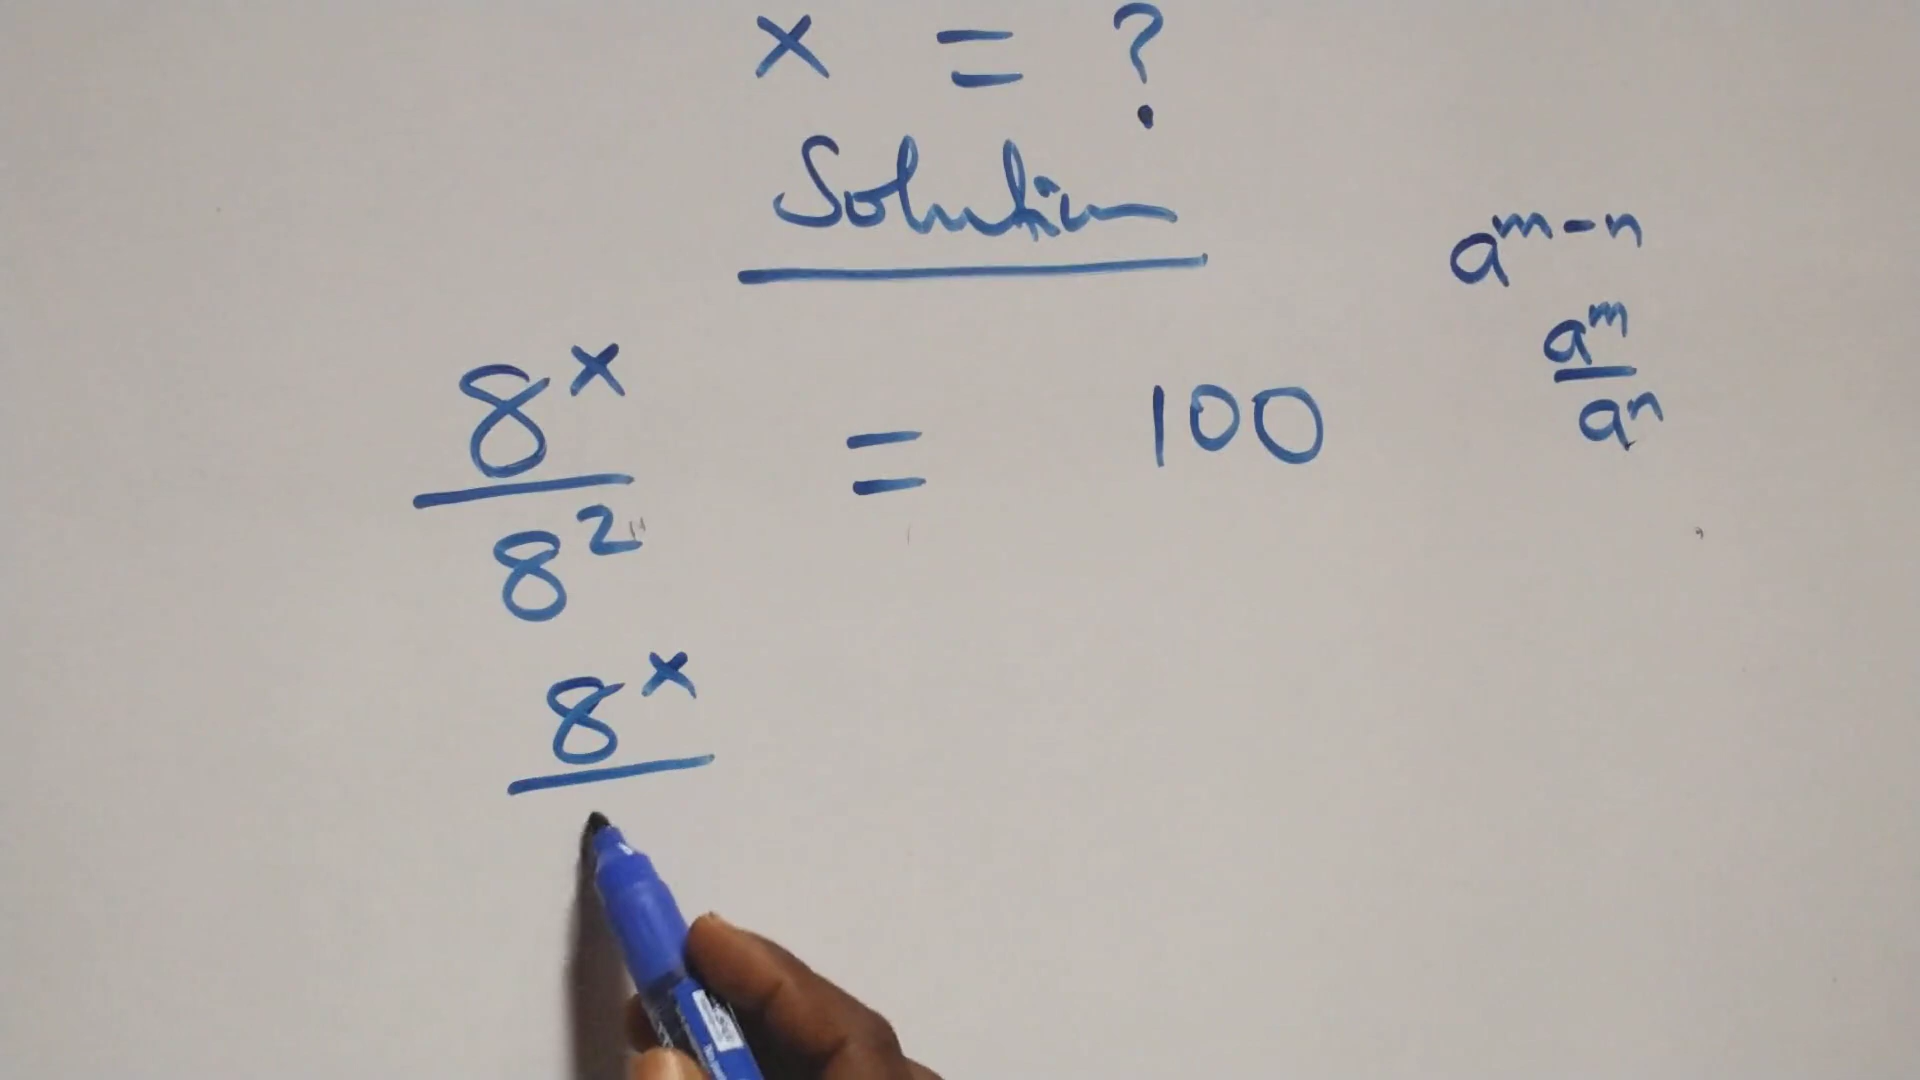 x = ?
Solution
a^{m-n}
a^m
a^n
8^x
8^2
= 100
8^x